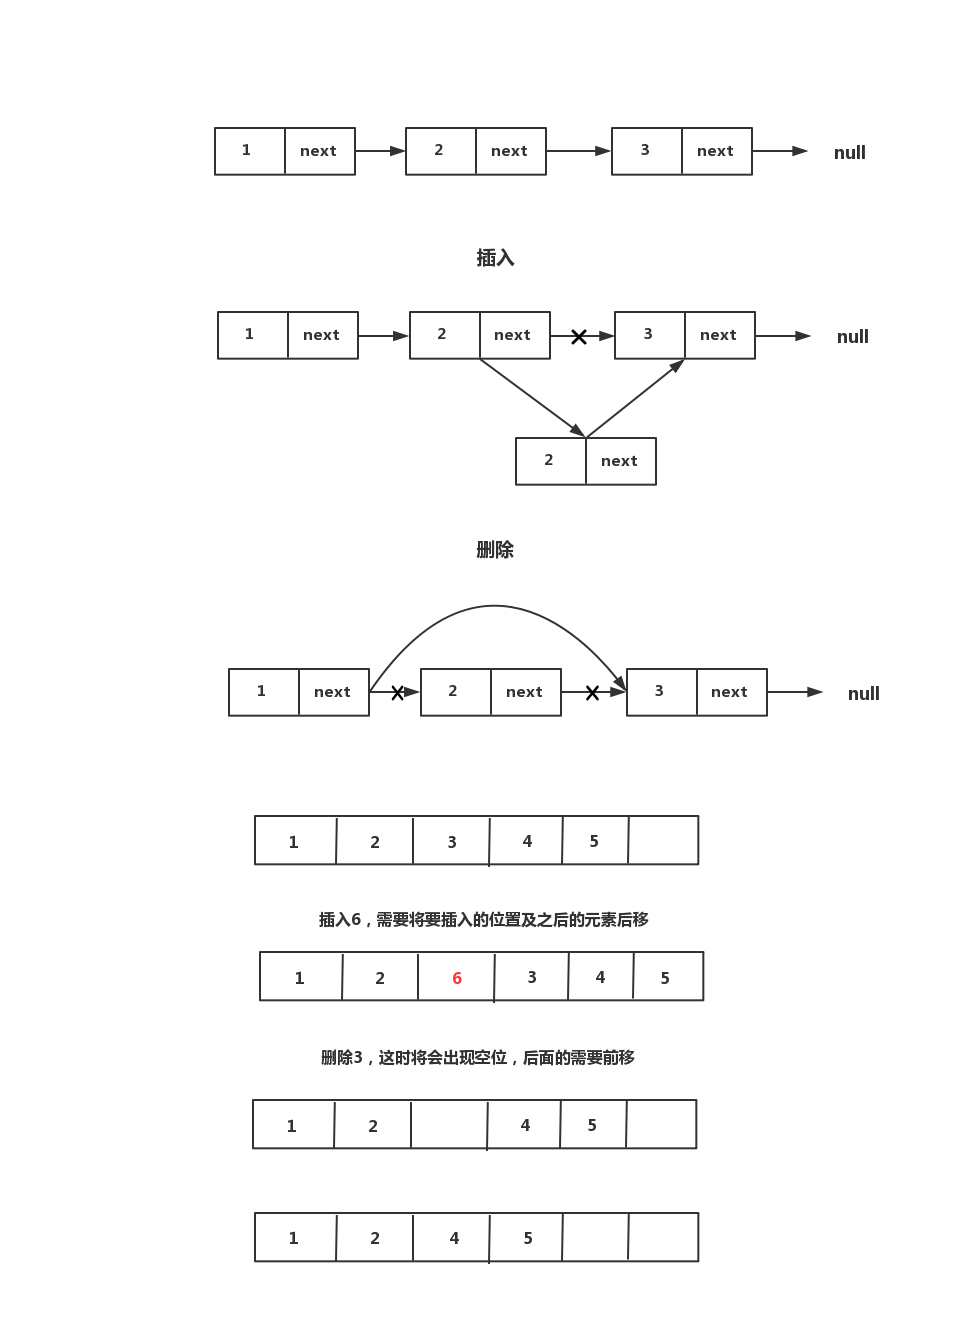 1 next 2 next 3 next null
插入
1 next 2 next 3 next null
2 next
删除
1 next 2 next 3 next null
1 2 3 4 5
插入6，需要将要插入的位置及之后的元素后移
1 2 6 3 4 5
删除3，这时将会出现空位，后面的需要前移
1 2 4 5
1 2 4 5